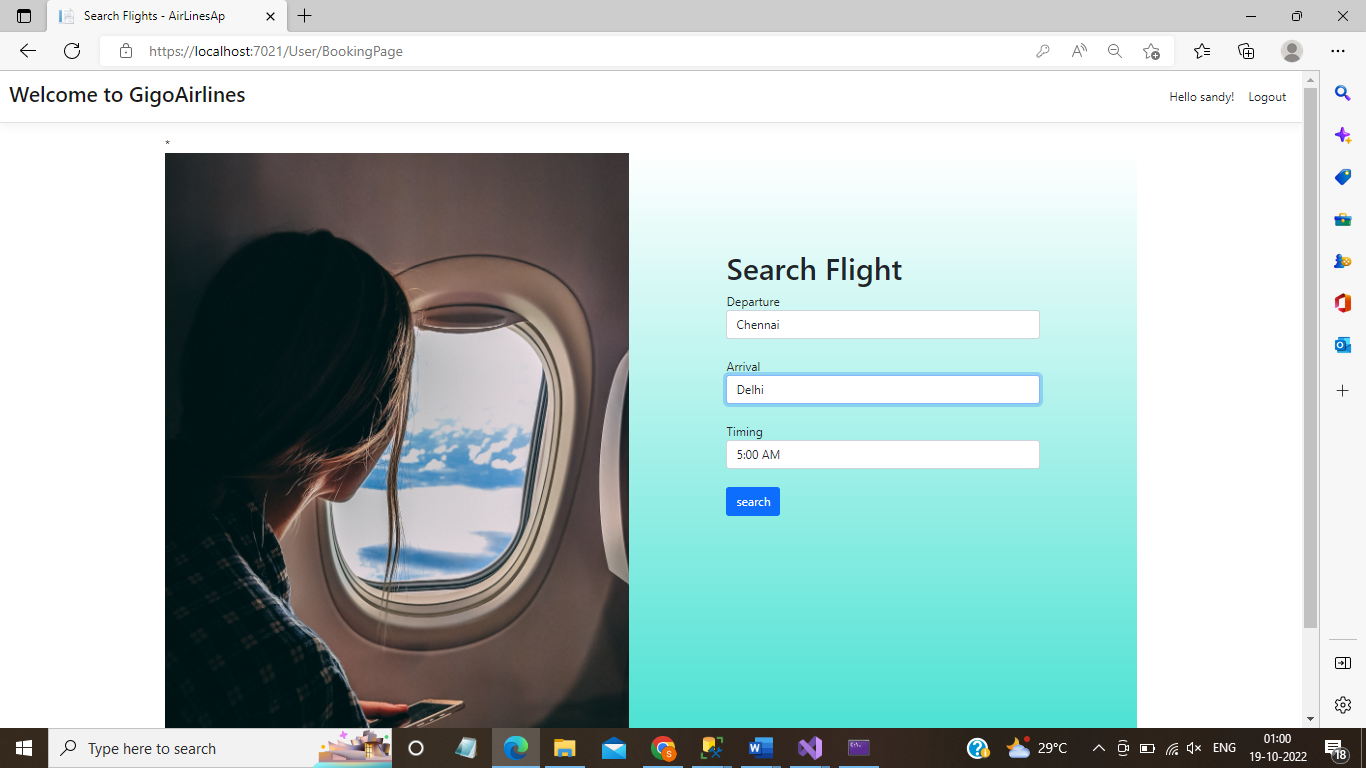 Search Flights - AirLinesAp
https://localhost:7021/User/BookingPage
Welcome to GigoAirlines
Hello sandy! Logout
*
Search Flight
Departure
Chennai
Arrival
Delhi
Timing
5:00 AM
search
Type here to search
29°C
ENG
01:00
19-10-2022
18